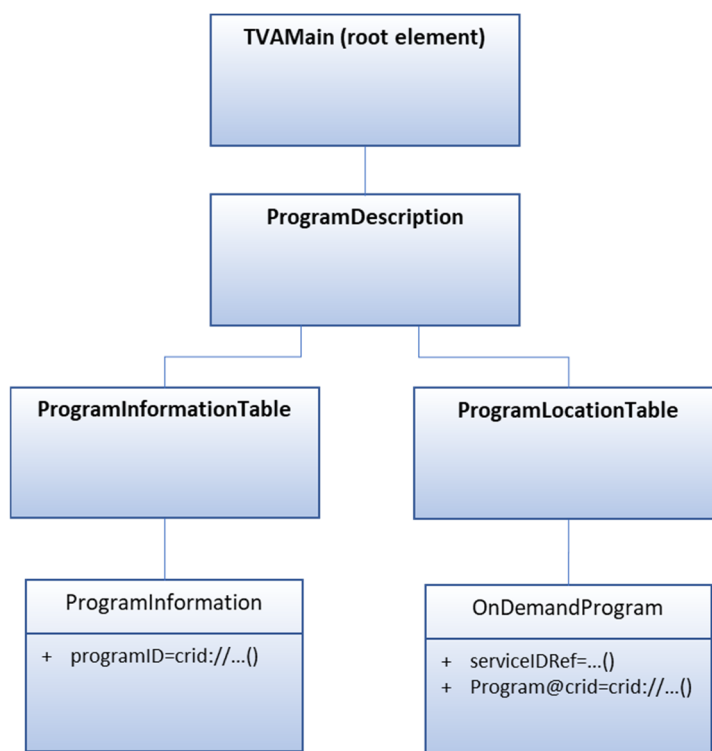 TVAMain (root element)
ProgramDescription
ProgramInformationTable
ProgramLocationTable
ProgramInformation
+ programID=crid://...()
OnDemandProgram
+ serviceIDRef=...()
+ Program@crid=crid://...()